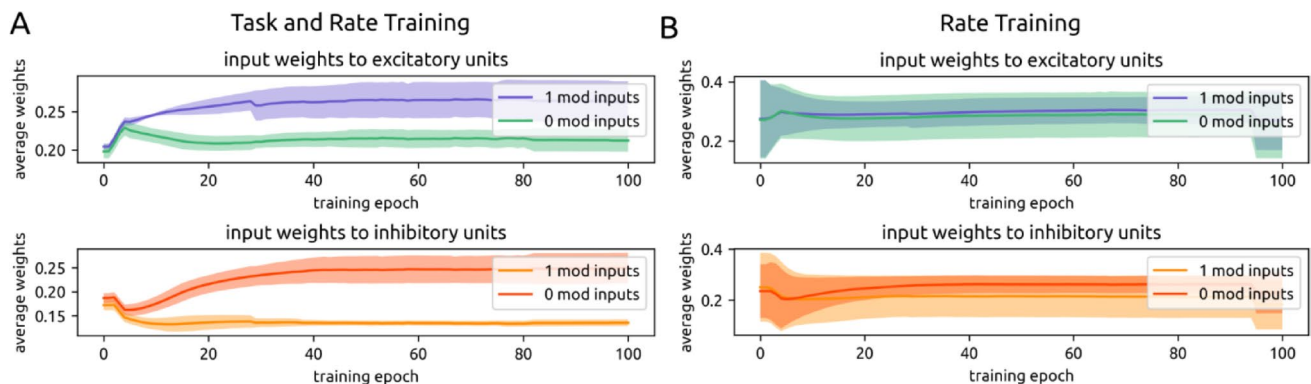 A
Task and Rate Training
input weights to excitatory units
average weights
0.25
0.20
1 mod inputs
0 mod inputs
0 20 40 60 80 100
training epoch
input weights to inhibitory units
average weights
0.25
0.20
0.15
1 mod inputs
0 mod inputs
0 20 40 60 80 100
training epoch
B
Rate Training
input weights to excitatory units
average weights
0.4
0.2
1 mod inputs
0 mod inputs
0 20 40 60 80 100
training epoch
input weights to inhibitory units
average weights
0.4
0.2
1 mod inputs
0 mod inputs
0 20 40 60 80 100
training epoch